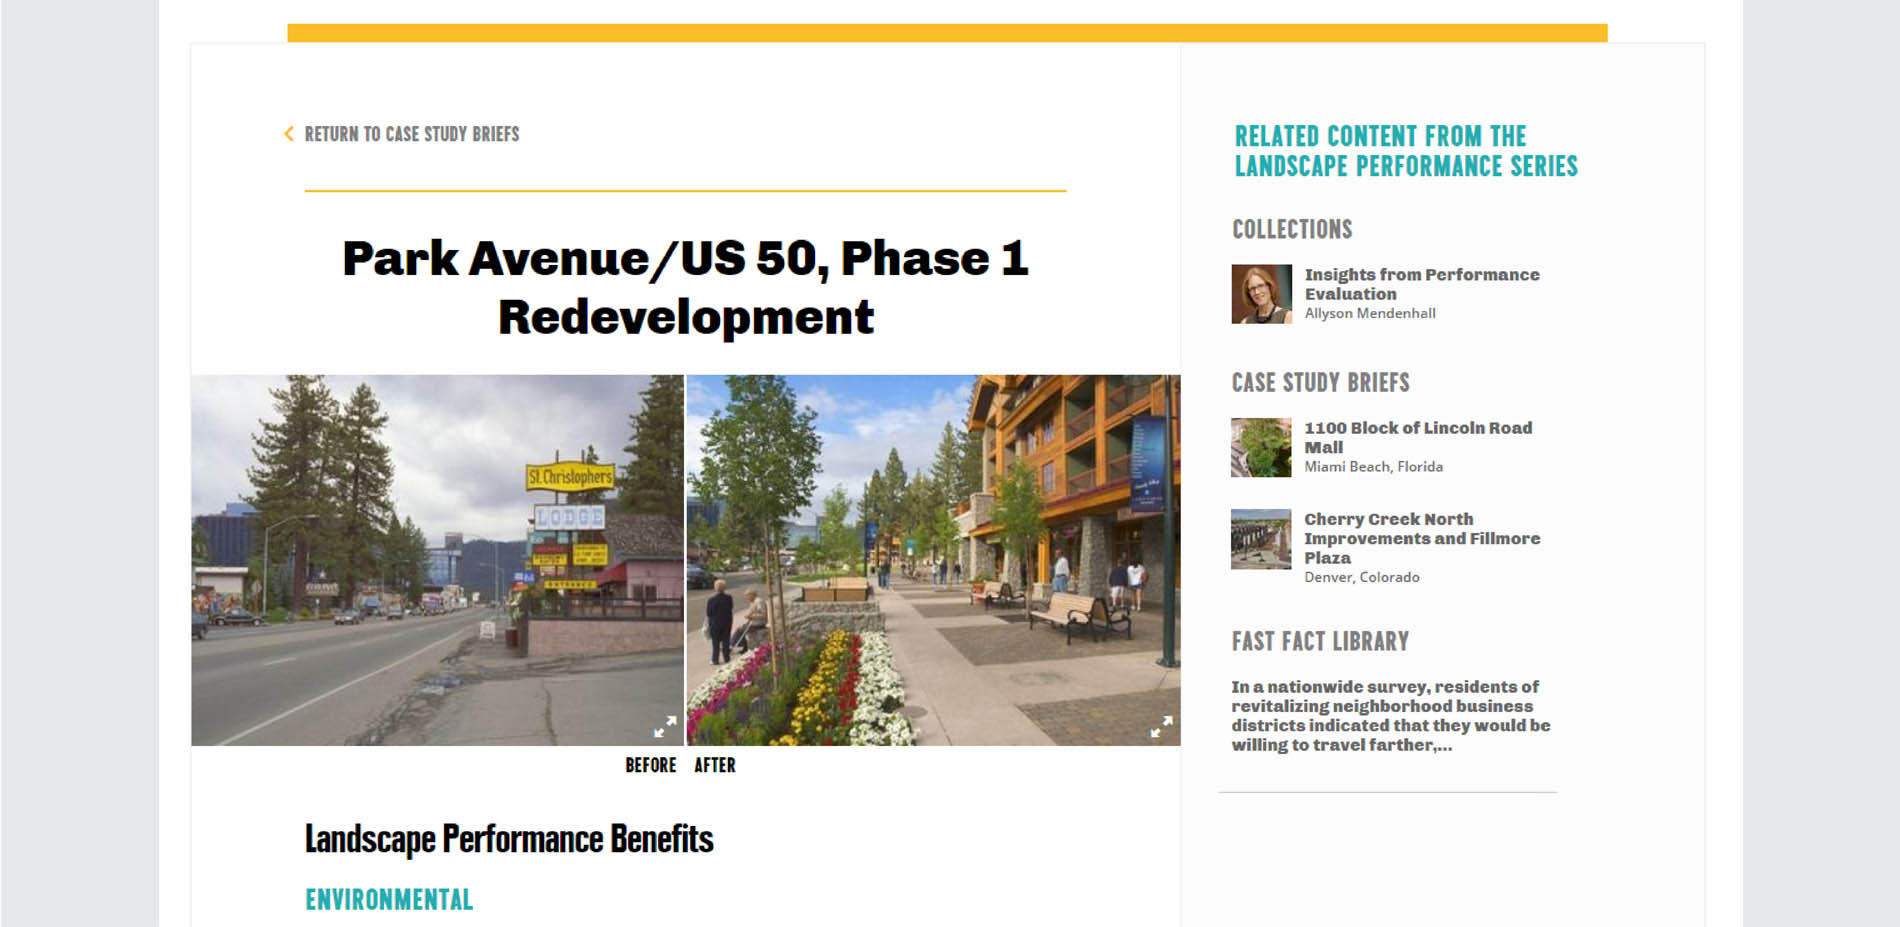 RETURN TO CASE STUDY BRIEFS
Park Avenue/US 50, Phase 1
Redevelopment
St. Christophers
LODGE
ENTRANCE
BEFORE AFTER
Landscape Performance Benefits
ENVIRONMENTAL
RELATED CONTENT FROM THE
LANDSCAPE PERFORMANCE SERIES
COLLECTIONS
Insights from Performance
Evaluation
Allyson Mendenhall
CASE STUDY BRIEFS
1100 Block of Lincoln Road
Mall
Miami Beach, Florida
Cherry Creek North
Improvements and Fillmore
Plaza
Denver, Colorado
FAST FACT LIBRARY
In a nationwide survey, residents of
revitalizing neighborhood business
districts indicated that they would be
willing to travel farther,...